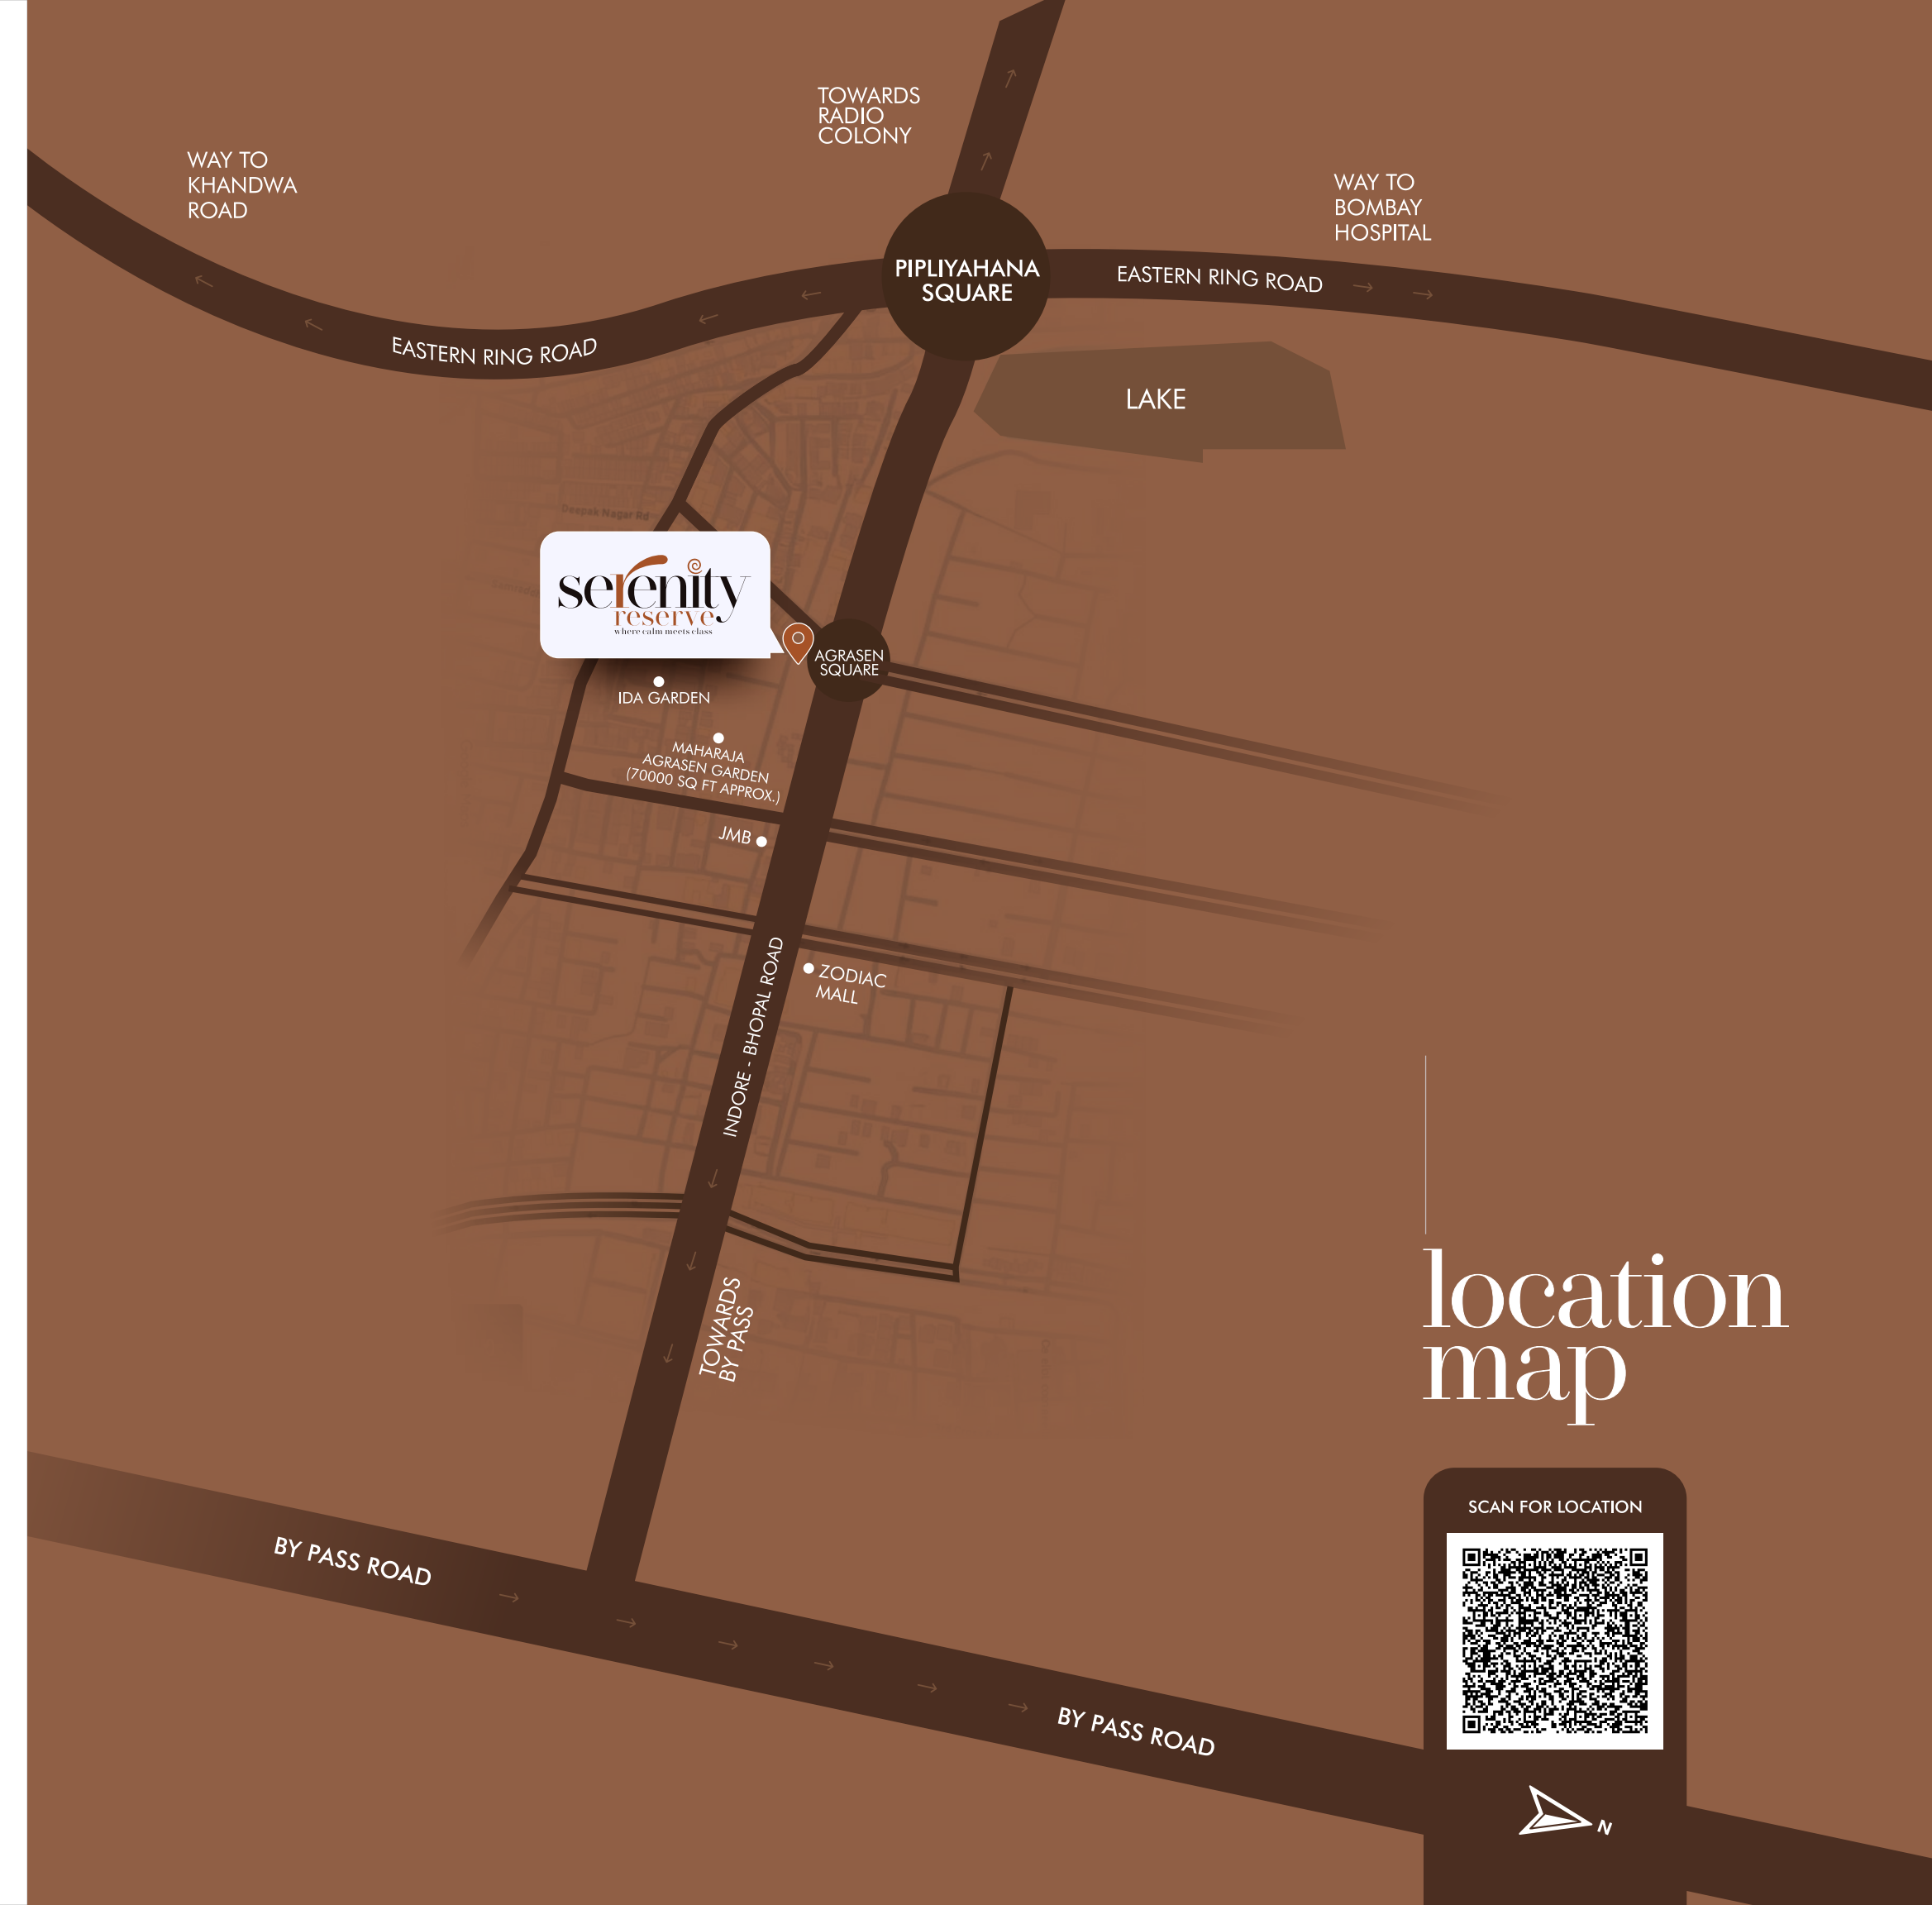 TOWARDS
RADIO
COLONY
WAY TO
KHANDWA
ROAD
WAY TO
BOMBAY
HOSPITAL
PIPLIYAHANA
SQUARE
EASTERN RING ROAD
EASTERN RING ROAD
LAKE
Deepak Nagar Rd
serenity
reserve
where calm meets class
AGRASEN
SQUARE
IDA GARDEN
MAHARAJA
AGRASEN GARDEN
(70000 SQ FT APPROX.)
JMB
ZODIAC
MALL
INDORE - BHOPAL ROAD
TOWARDS
BY PASS
location
map
SCAN FOR LOCATION
BY PASS ROAD
BY PASS ROAD
N